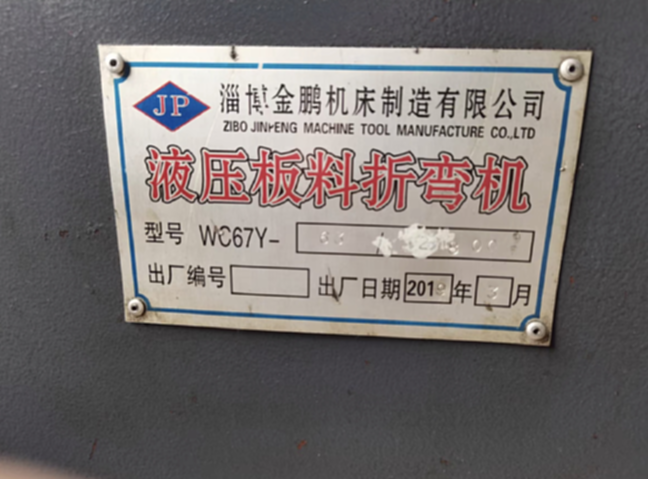 JP 淄博金鹏机床制造有限公司
ZIBO JINPENG MACHINE TOOL MANUFACTURE CO.,LTD
液压板料折弯机
型号 WC67Y-
出厂编号 出厂日期 201 年 月